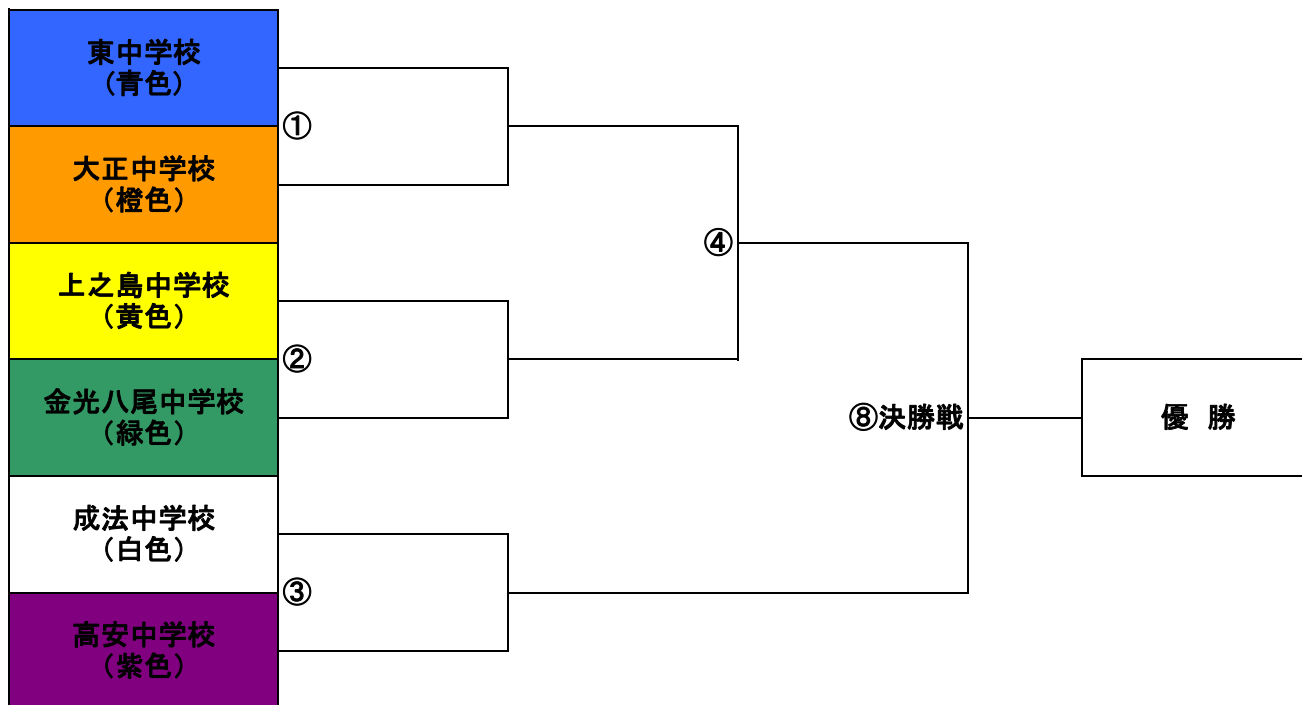 東中学校
（青色）
①
大正中学校
（橙色）
④
上之島中学校
（黄色）
②
金光八尾中学校
（緑色）
⑧決勝戦
優　勝
成法中学校
（白色）
③
高安中学校
（紫色）